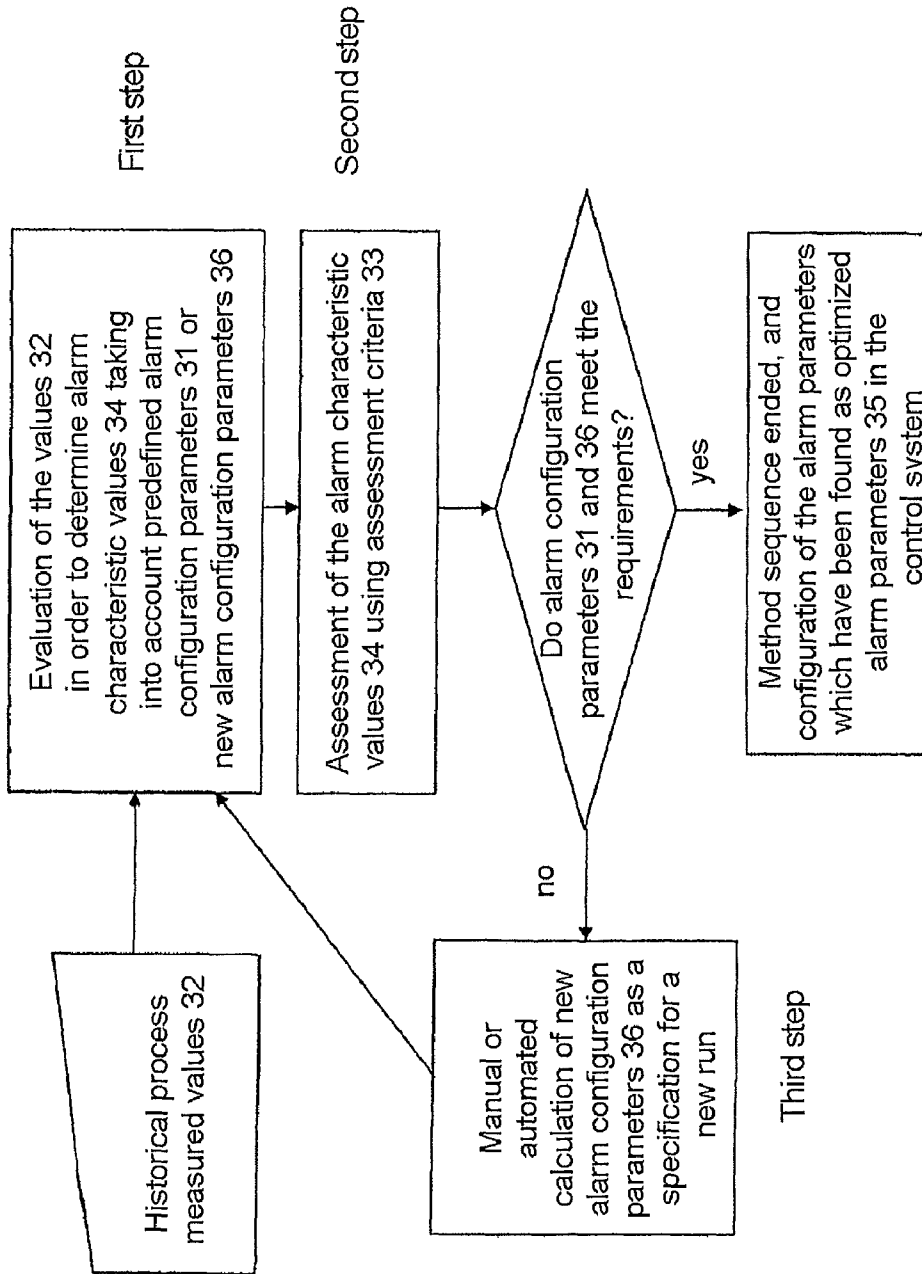 Historical process
measured values 32
Evaluation of the values 32
in order to determine alarm
characteristic values 34 taking
into account predefined alarm
configuration parameters 31 or
new alarm configuration parameters 36
First step
Assessment of the alarm characteristic
values 34 using assessment criteria 33
Second step
Do alarm configuration
parameters 31 and 36 meet the
requirements?
no
yes
Manual or
automated
calculation of new
alarm configuration
parameters 36 as a
specification for a
new run
Third step
Method sequence ended, and
configuration of the alarm parameters
which have been found as optimized
alarm parameters 35 in the
control system